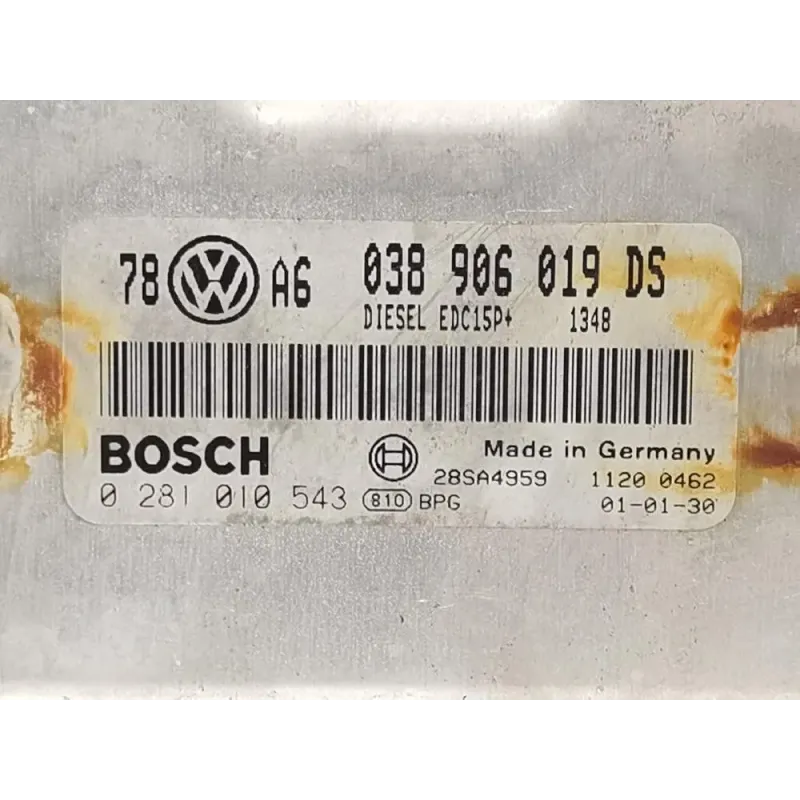 78 VW A6 038 906 019 DS
DIESEL EDC15P+ 1348
BOSCH Made in Germany
28SA4959 1120 0462
0 281 010 543 810 BPG 01-01-30